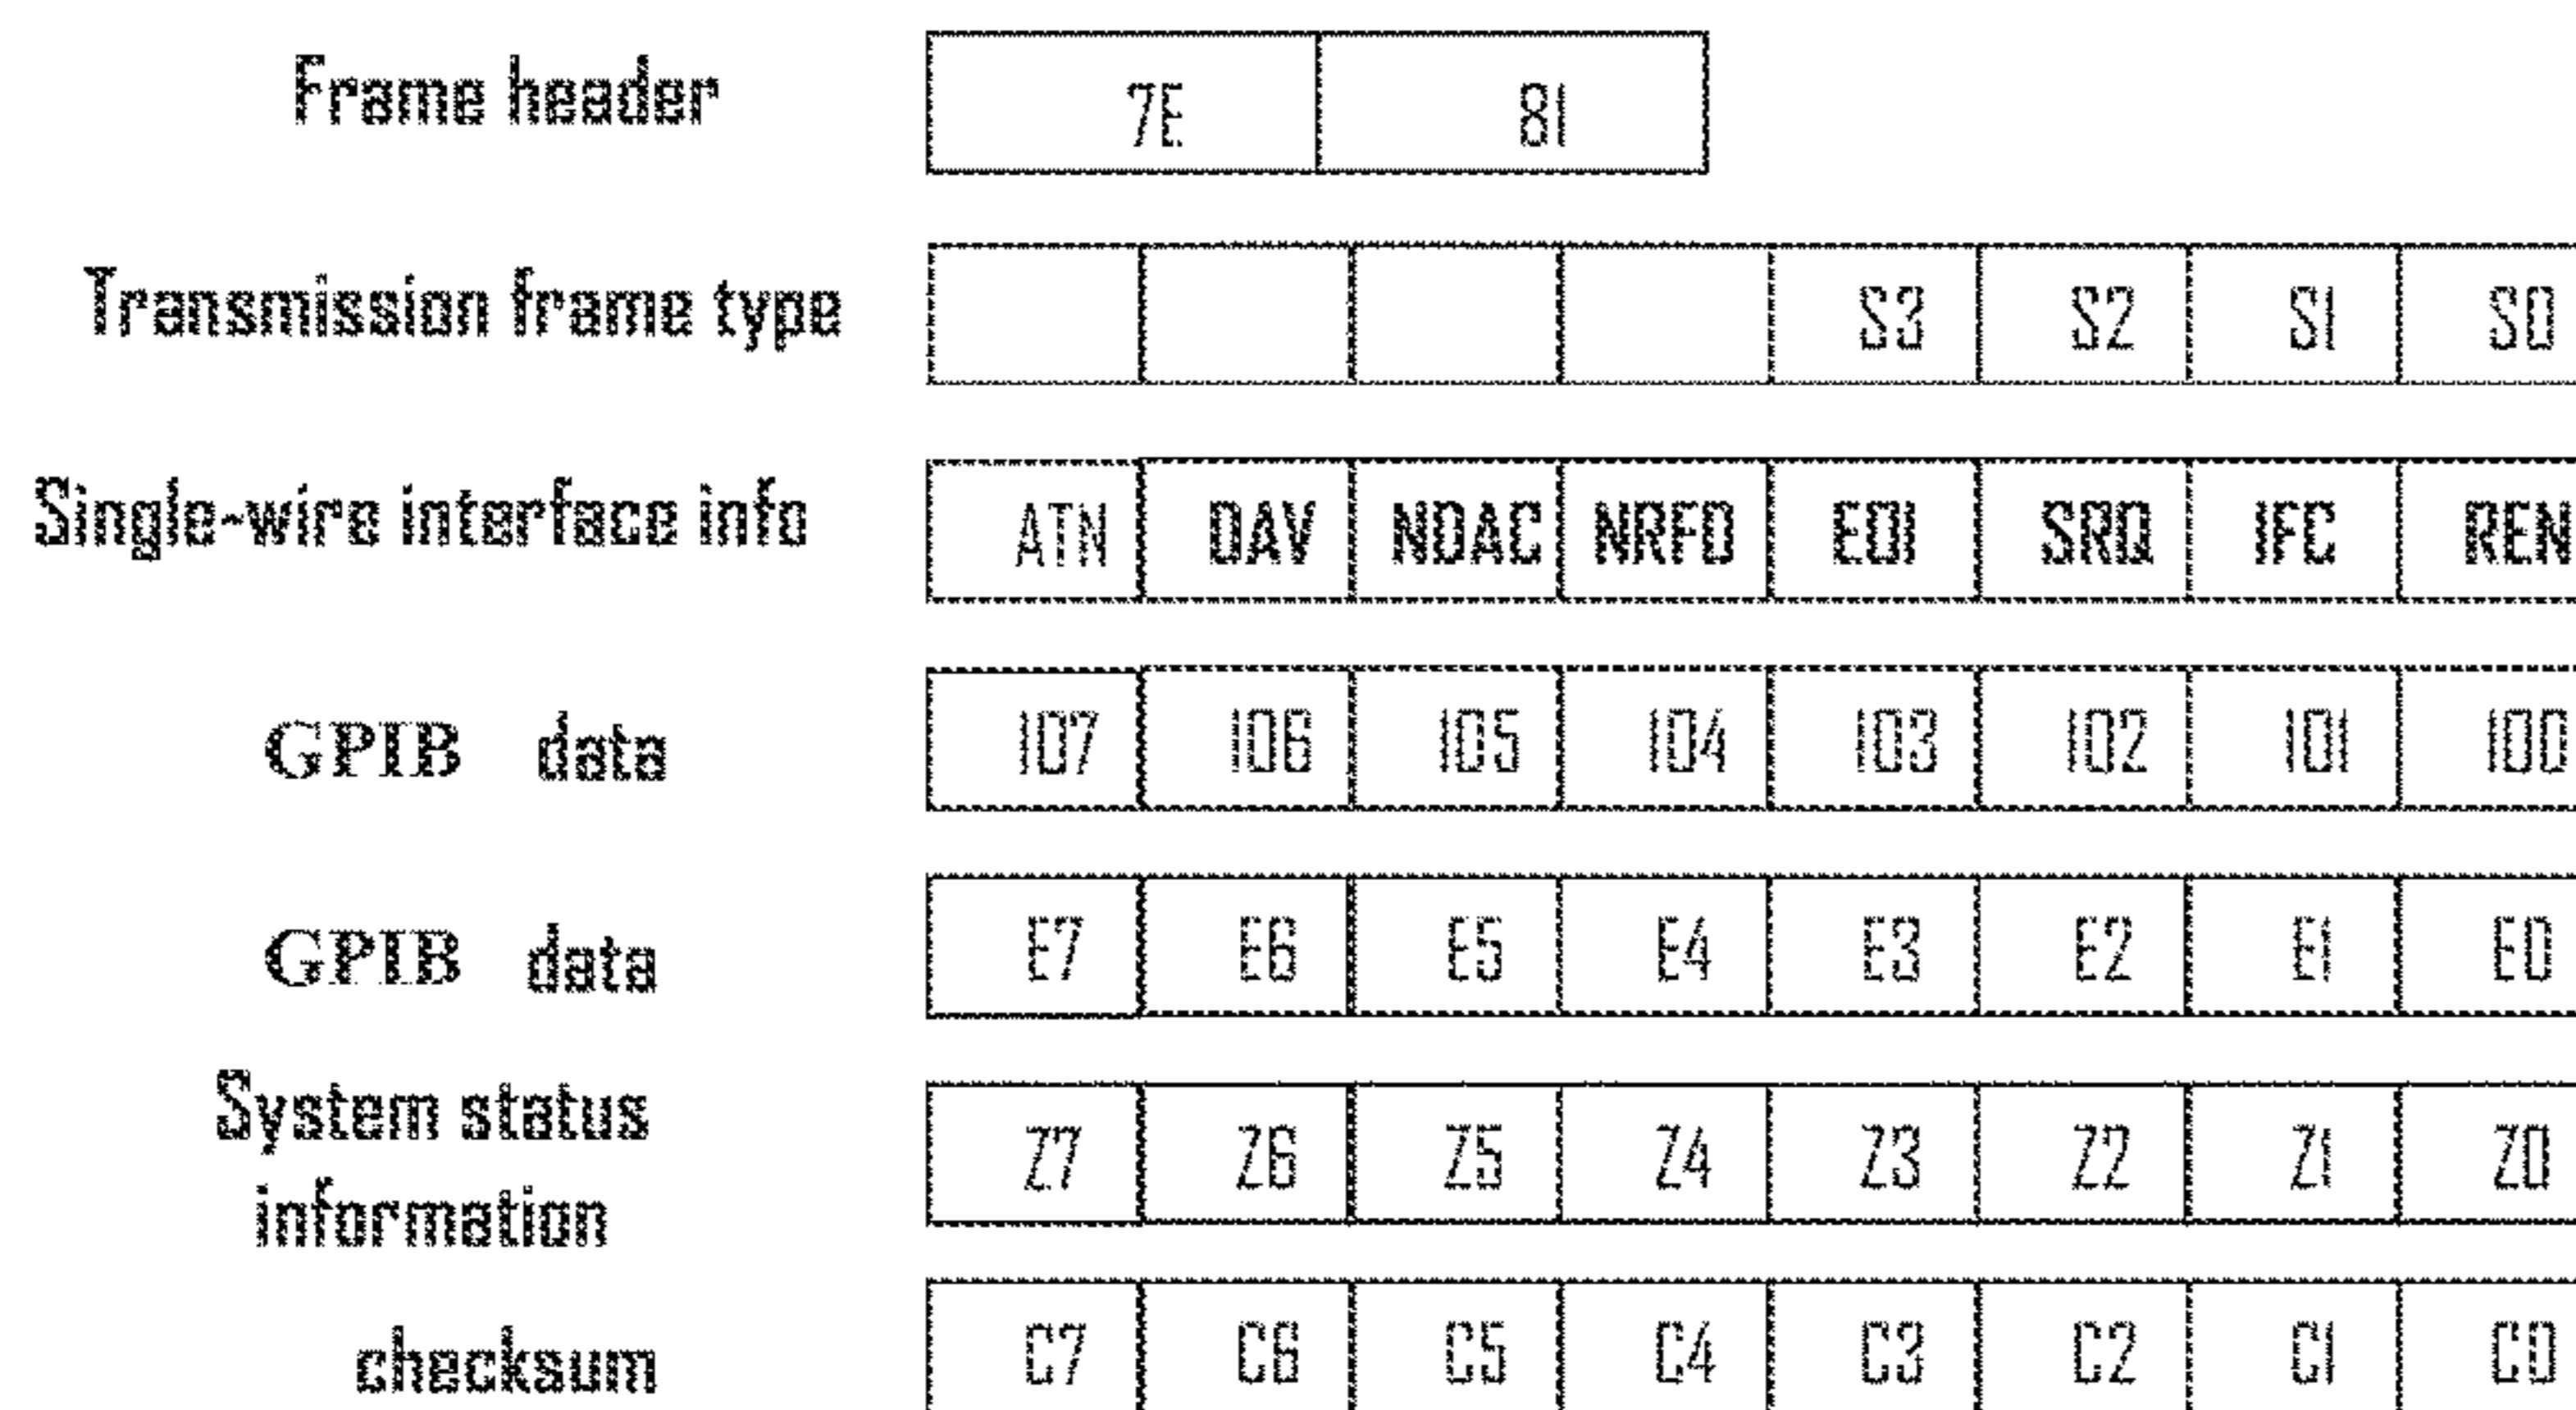 Frame header 7E 81
Transmission frame type S3 S2 S1 S0
Single-wire interface info ATN DAV NDAC NRFD EOI SRQ IFC REN
GPIB data IO7 IO6 IO5 IO4 IO3 IO2 IO1 IO0
GPIB data E7 E6 E5 E4 E3 E2 E1 E0
System status
information Z7 Z6 Z5 Z4 Z3 Z2 Z1 Z0
checksum C7 C6 C5 C4 C3 C2 C1 C0